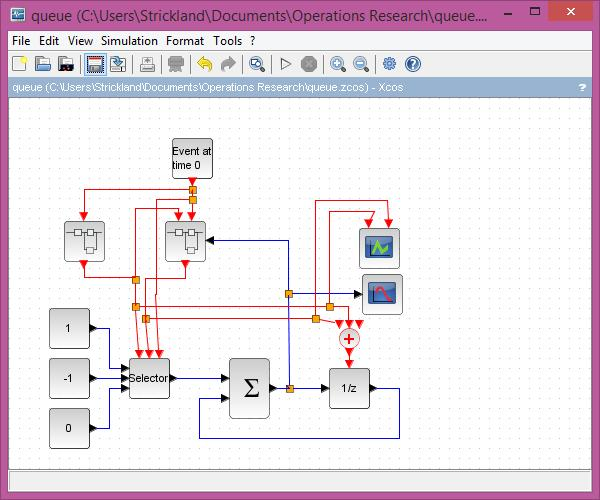 queue (C:\Users\Strickland\Documents\Operations Research\queue....
File Edit View Simulation Format Tools ?
queue (C:\Users\Strickland\Documents\Operations Research\queue.zcos) - Xcos ?
Event at
time 0
1
-1
Selector
Σ
1/z
0